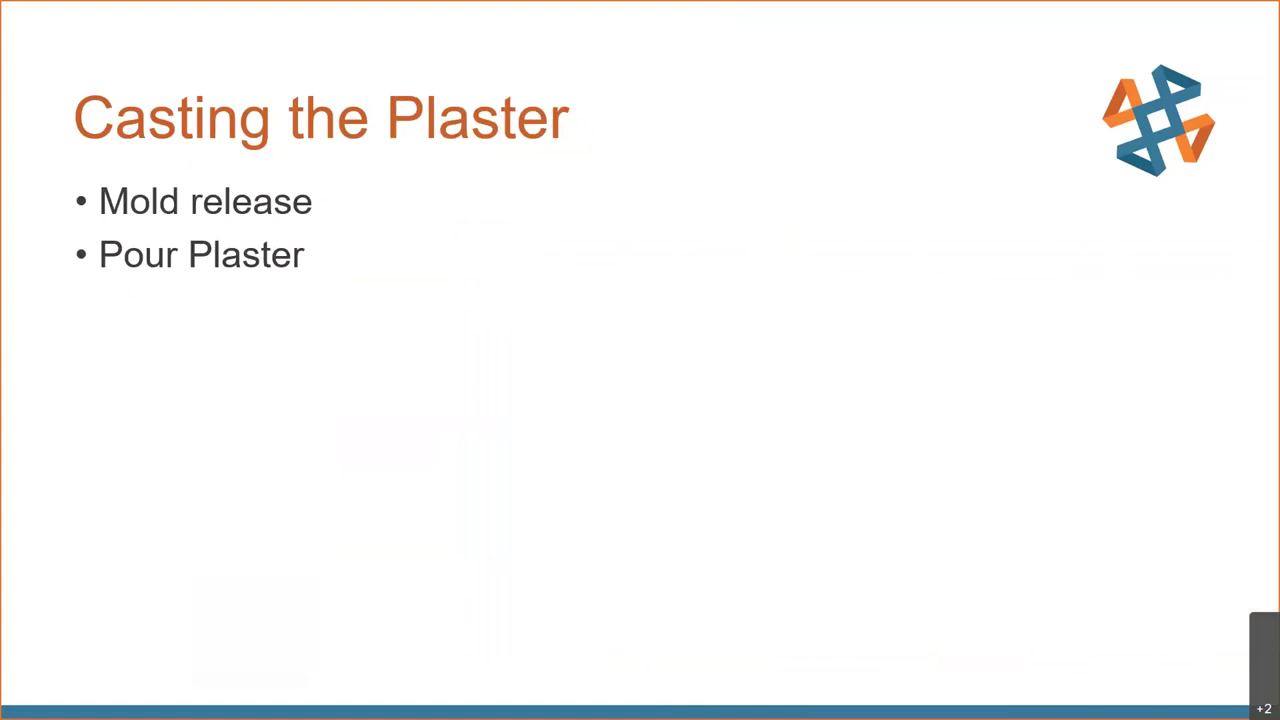 Casting the Plaster
• Mold release
• Pour Plaster
+2